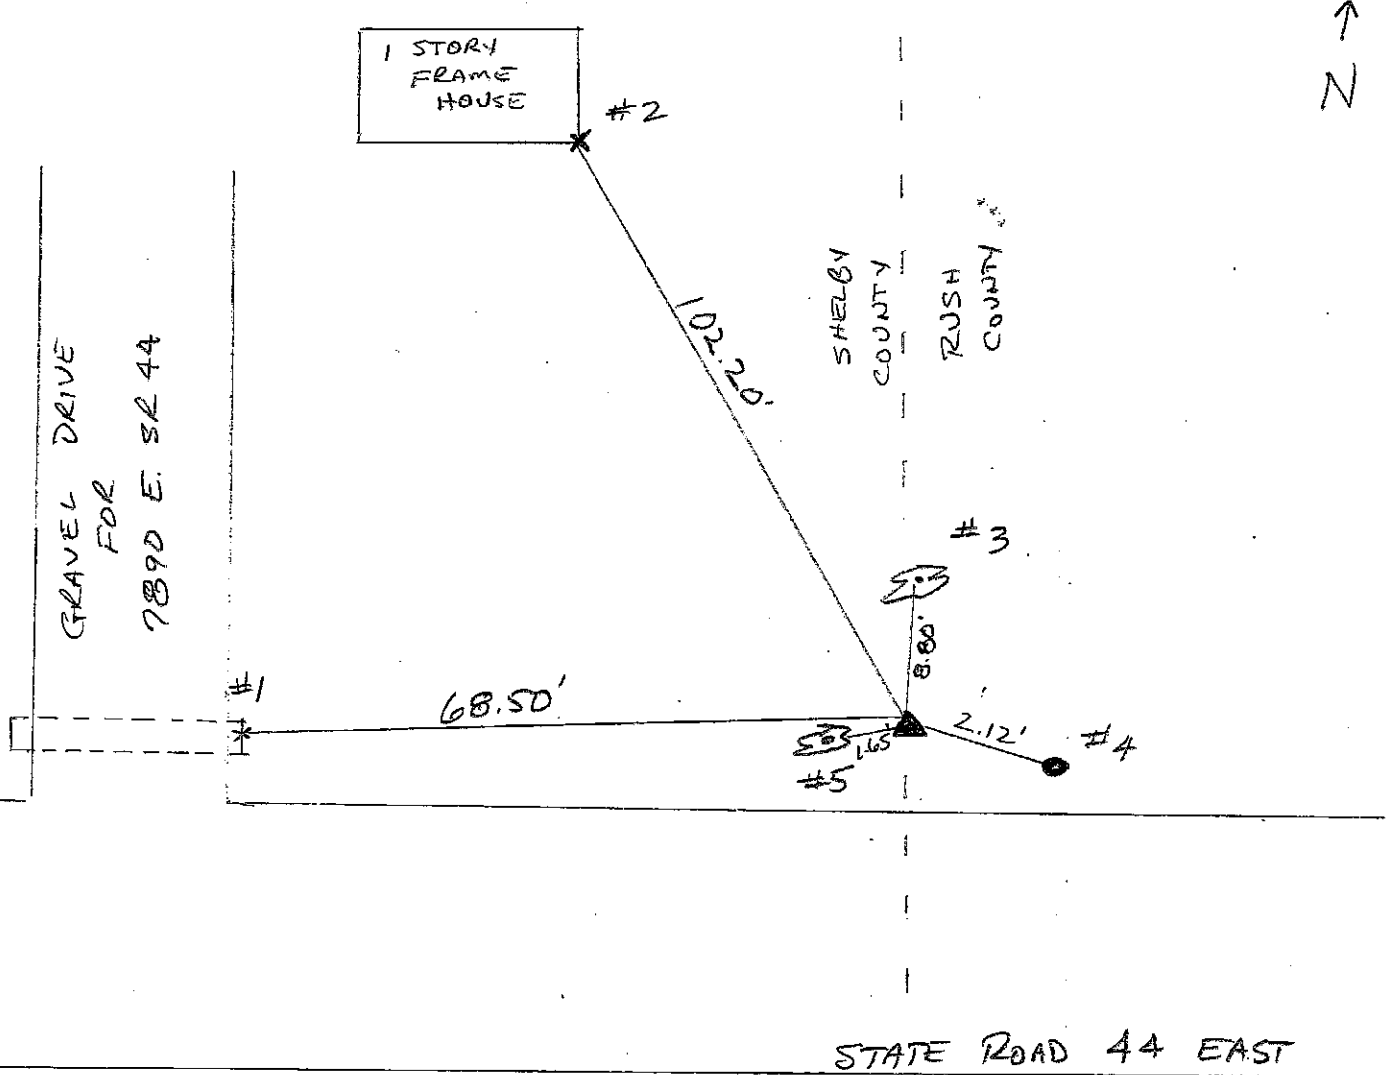 1 STORY
FRAME
HOUSE
#2
N
102.20'
SHELBY
COUNTY
RUSH
COUNTY
GRAVEL DRIVE
FOR
7890 E. SR 44
#3
8.80'
#1
68.50'
1.65'
#5
2.12'
#4
STATE ROAD 44 EAST